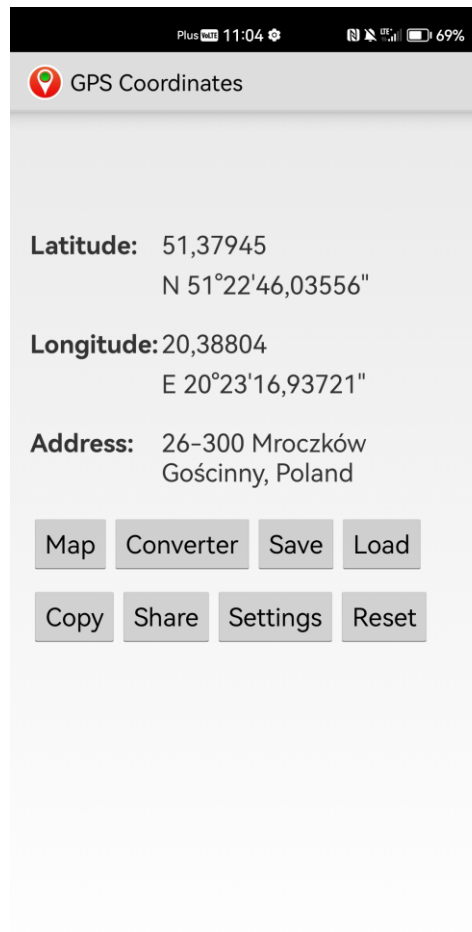 Plus VoLTE 11:04 69%
GPS Coordinates
Latitude: 51,37945
N 51°22'46,03556"
Longitude: 20,38804
E 20°23'16,93721"
Address: 26-300 Mroczków
Gościnny, Poland
Map Converter Save Load
Copy Share Settings Reset